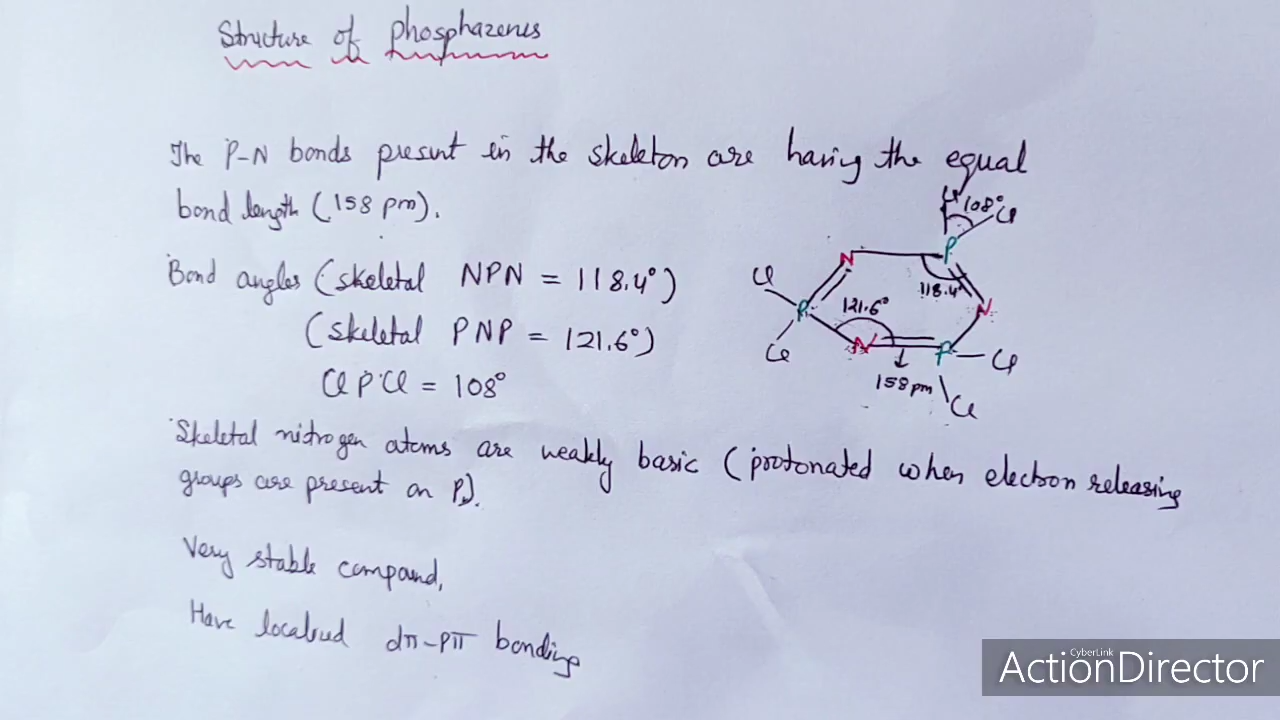 Structure of phosphazenes
The P-N bonds present in the skeleton are having the equal
bond length (158 pm).
Bond angles (skeletal NPN = 118.4°)
(skeletal PNP = 121.6°)
Cl P Cl = 108°
Skeletal nitrogen atoms are weakly basic (protonated when electron releasing
groups are present on P).
Very stable compound,
Have localised dπ-pπ bonding
Cl 108° Cl
N P
Cl 118.4°
P 121.6° N
Cl N P Cl
158 pm Cl
CyberLink
ActionDirector